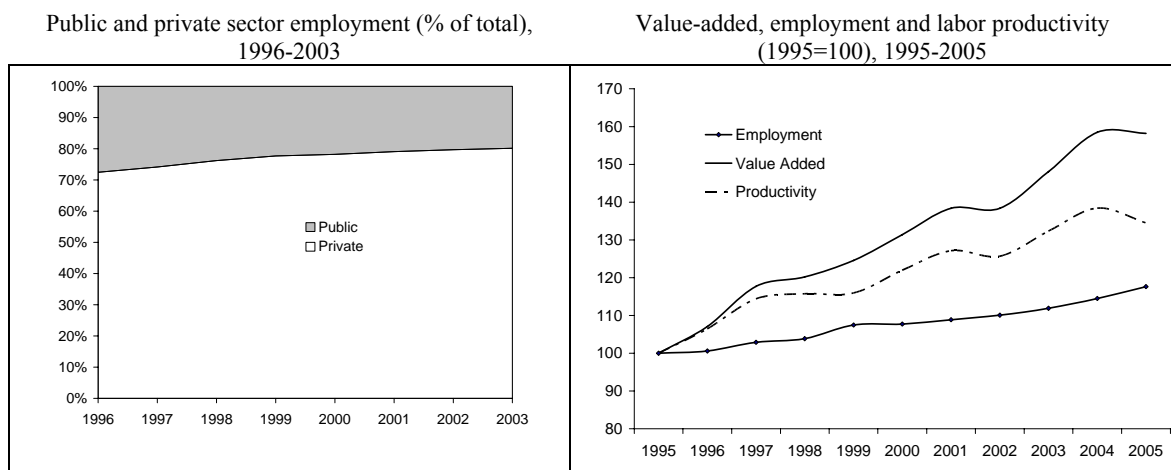 Public and private sector employment (% of total),
1996-2003
100%
90%
80%
70%
60%
50%
40%
30%
20%
10%
0%
Public
Private
1996 1997 1998 1999 2000 2001 2002 2003
Value-added, employment and labor productivity
(1995=100), 1995-2005
170
160
150
140
130
120
110
100
90
80
Employment
Value Added
Productivity
1995 1996 1997 1998 1999 2000 2001 2002 2003 2004 2005